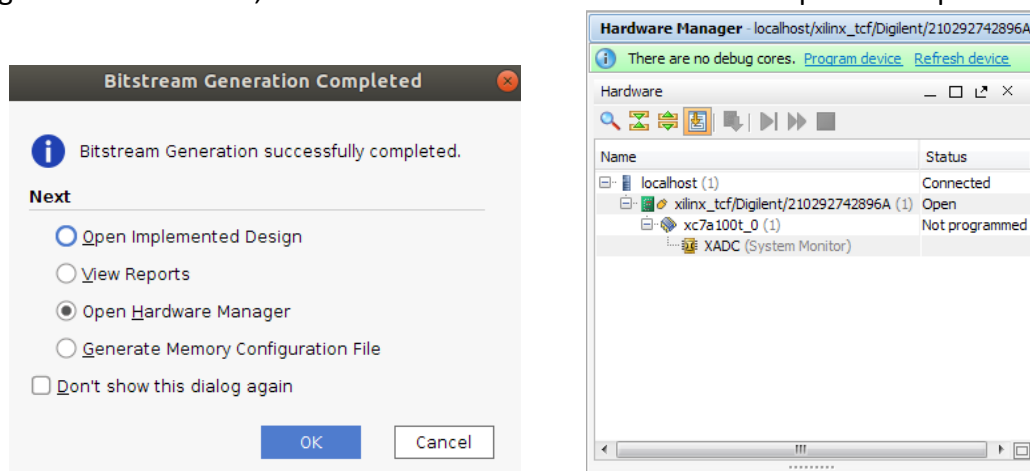 Bitstream Generation Completed
Bitstream Generation successfully completed.
Next
Open Implemented Design
View Reports
Open Hardware Manager
Generate Memory Configuration File
Don't show this dialog again
OK Cancel
Hardware Manager - localhost/xilinx_tcf/Digilent/210292742896A
There are no debug cores. Program device Refresh device
Hardware
Name Status
localhost (1) Connected
xilinx_tcf/Digilent/210292742896A (1) Open
xc7a100t_0 (1) Not programmed
XADC (System Monitor)